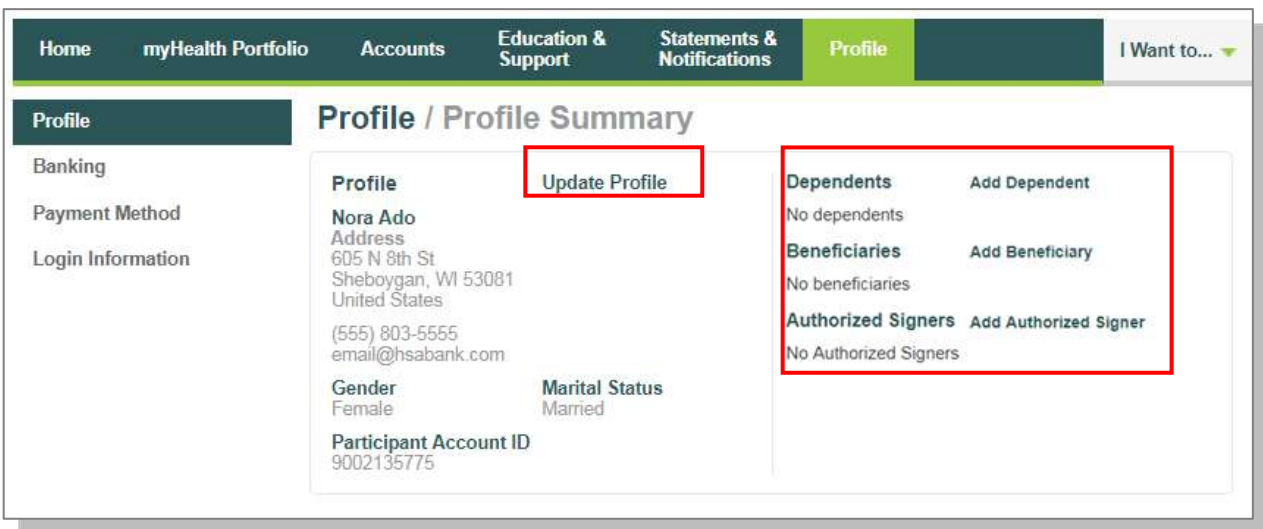 Home myHealth Portfolio Accounts Education & Support Statements & Notifications Profile I Want to...
Profile
Banking
Payment Method
Login Information
Profile / Profile Summary
Profile Update Profile
Nora Ado
Address
605 N 8th St
Sheboygan, WI 53081
United States
(555) 803-5555
email@hsabank.com
Gender Marital Status
Female Married
Participant Account ID
9002135775
Dependents Add Dependent
No dependents
Beneficiaries Add Beneficiary
No beneficiaries
Authorized Signers Add Authorized Signer
No Authorized Signers